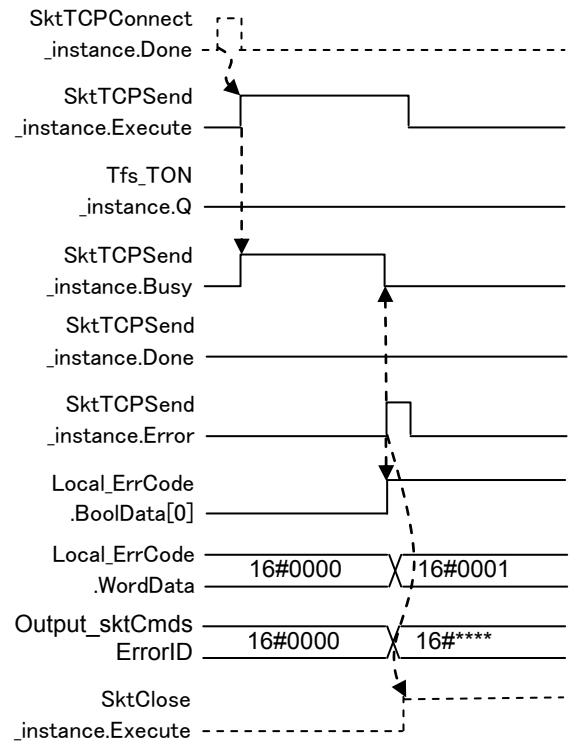 SktTCPConnect
_instance.Done
SktTCPSend
_instance.Execute
Tfs_TON
_instance.Q
SktTCPSend
_instance.Busy
SktTCPSend
_instance.Done
SktTCPSend
_instance.Error
Local_ErrCode
.BoolData[0]
Local_ErrCode
.WordData
16#0000
16#0001
Output_sktCmds
ErrorID
16#0000
16#****
SktClose
_instance.Execute